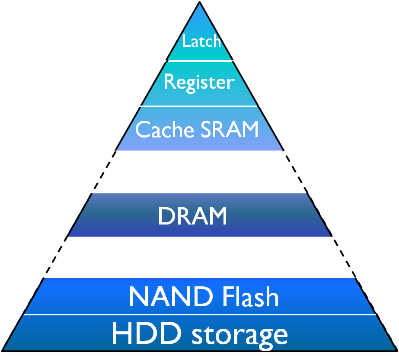 Latch
Register
Cache SRAM
DRAM
NAND Flash
HDD storage